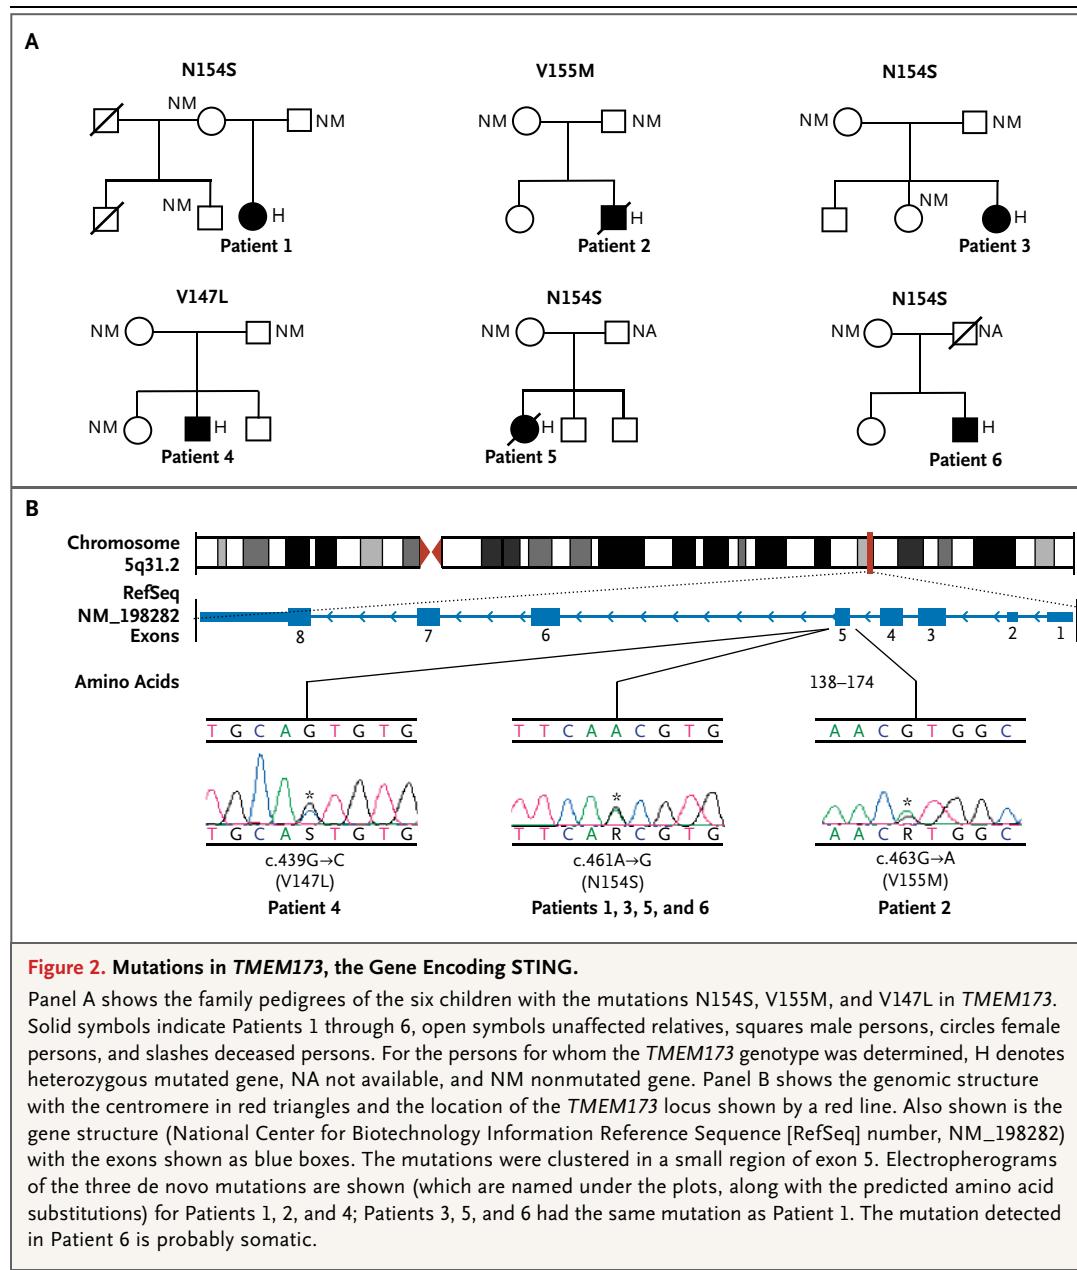 A
N154S
V155M
N154S
NM
NM
NM
NM
NM
NM
NM
H
H
NM
H
Patient 1
Patient 2
Patient 3
V147L
N154S
N154S
NM
NM
NM
NA
NM
NA
NM
H
H
H
Patient 4
Patient 5
Patient 6
B
Chromosome
5q31.2
RefSeq
NM_198282
Exons
8 7 6 5 4 3 2 1
Amino Acids
138–174
T G C A G T G T G
T T C A A C G T G
A A C G T G G C
*
*
*
T G C A S T G T G
T T C A R C G T G
A A C R T G G C
c.439G→C
(V147L)
Patient 4
c.461A→G
(N154S)
Patients 1, 3, 5, and 6
c.463G→A
(V155M)
Patient 2
Figure 2. Mutations in TMEM173, the Gene Encoding STING.
Panel A shows the family pedigrees of the six children with the mutations N154S, V155M, and V147L in TMEM173.
Solid symbols indicate Patients 1 through 6, open symbols unaffected relatives, squares male persons, circles female
persons, and slashes deceased persons. For the persons for whom the TMEM173 genotype was determined, H denotes
heterozygous mutated gene, NA not available, and NM nonmutated gene. Panel B shows the genomic structure
with the centromere in red triangles and the location of the TMEM173 locus shown by a red line. Also shown is the
gene structure (National Center for Biotechnology Information Reference Sequence [RefSeq] number, NM_198282)
with the exons shown as blue boxes. The mutations were clustered in a small region of exon 5. Electropherograms
of the three de novo mutations are shown (which are named under the plots, along with the predicted amino acid
substitutions) for Patients 1, 2, and 4; Patients 3, 5, and 6 had the same mutation as Patient 1. The mutation detected
in Patient 6 is probably somatic.